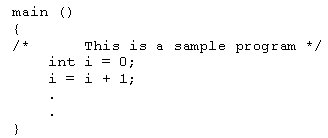 main ()
{
/*      This is a sample program */
    int i = 0;
    i = i + 1;
    .
    .
}